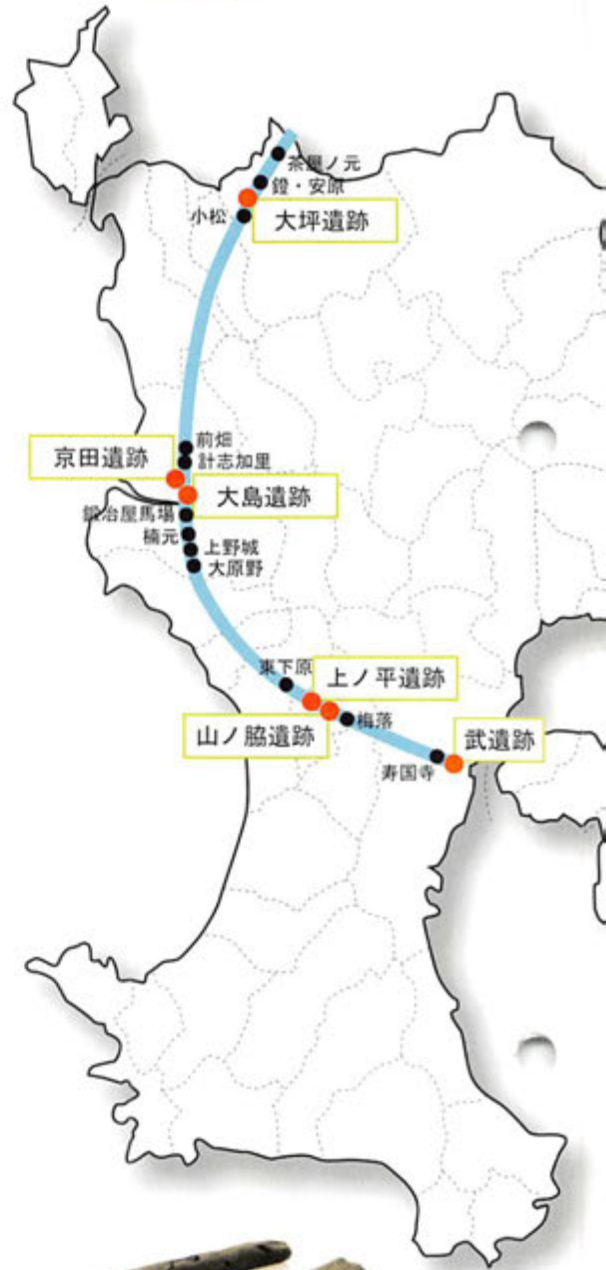 茶屋ノ元
鐙・安原
小松
大坪遺跡
前畑
京田遺跡
計志加里
大島遺跡
鍛冶屋馬場
楠元
上野城
大原野
東下原
上ノ平遺跡
山ノ脇遺跡
梅落
武遺跡
寿国寺